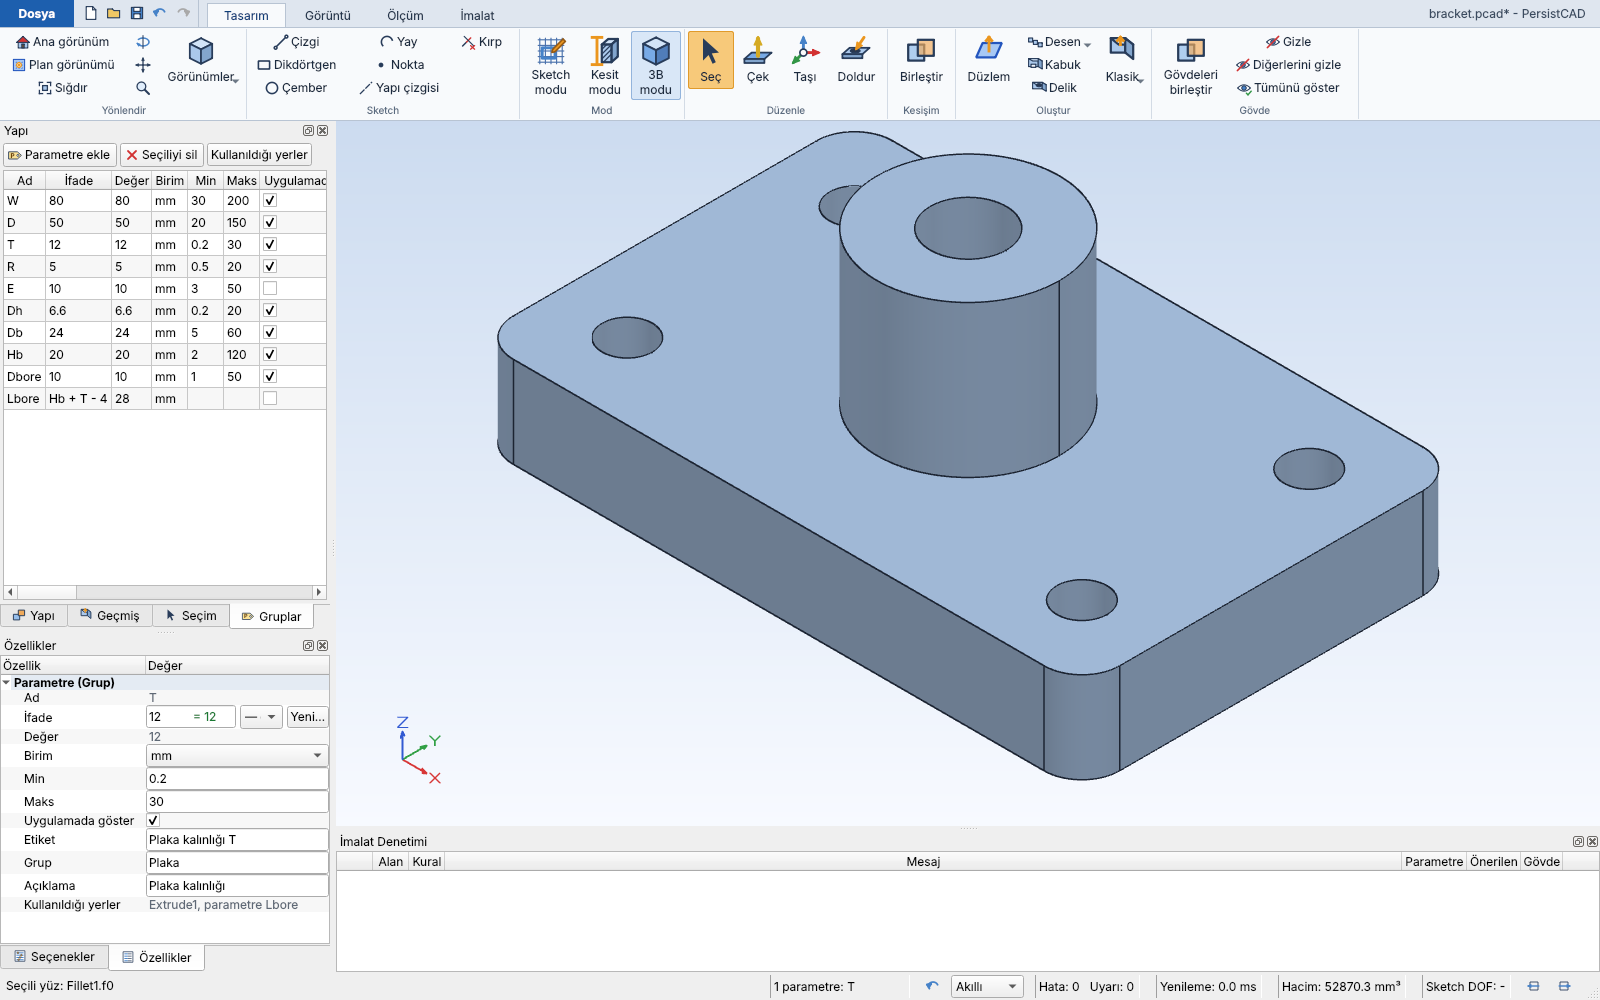 Dosya
Tasarım
Görüntü
Ölçüm
İmalat
bracket.pcad* - PersistCAD
Ana görünüm
Plan görünümü
Sığdır
Görünümler
Yönlendir
Çizgi
Dikdörtgen
Çember
Yay
Nokta
Yapı çizgisi
Kırp
Sketch
Sketch modu
Kesit modu
3B modu
Mod
Seç
Çek
Taşı
Doldur
Düzenle
Birleştir
Kesişim
Düzlem
Desen
Kabuk
Delik
Klasik
Oluştur
Gövdeleri birleştir
Gizle
Diğerlerini gizle
Tümünü göster
Gövde
Yapı
Parametre ekle
Seçiliyi sil
Kullanıldığı yerler
Ad İfade Değer Birim Min Maks Uygulamad
W 80 80 mm 30 200
D 50 50 mm 20 150
T 12 12 mm 0.2 30
R 5 5 mm 0.5 20
E 10 10 mm 3 50
Dh 6.6 6.6 mm 0.2 20
Db 24 24 mm 5 60
Hb 20 20 mm 2 120
Dbore 10 10 mm 1 50
Lbore Hb + T - 4 28 mm
Yapı
Geçmiş
Seçim
Gruplar
Özellikler
Özellik Değer
Parametre (Grup)
Ad T
İfade 12 = 12 — Yeni...
Değer 12
Birim mm
Min 0.2
Maks 30
Uygulamada göster
Etiket Plaka kalınlığı T
Grup Plaka
Açıklama Plaka kalınlığı
Kullanıldığı yerler Extrude1, parametre Lbore
Seçenekler
Özellikler
Z
Y
X
İmalat Denetimi
Alan Kural Mesaj Parametre Önerilen Gövde
Seçili yüz: Fillet1.f0
1 parametre: T
Akıllı
Hata: 0 Uyarı: 0
Yenileme: 0.0 ms
Hacim: 52870.3 mm³
Sketch DOF: -